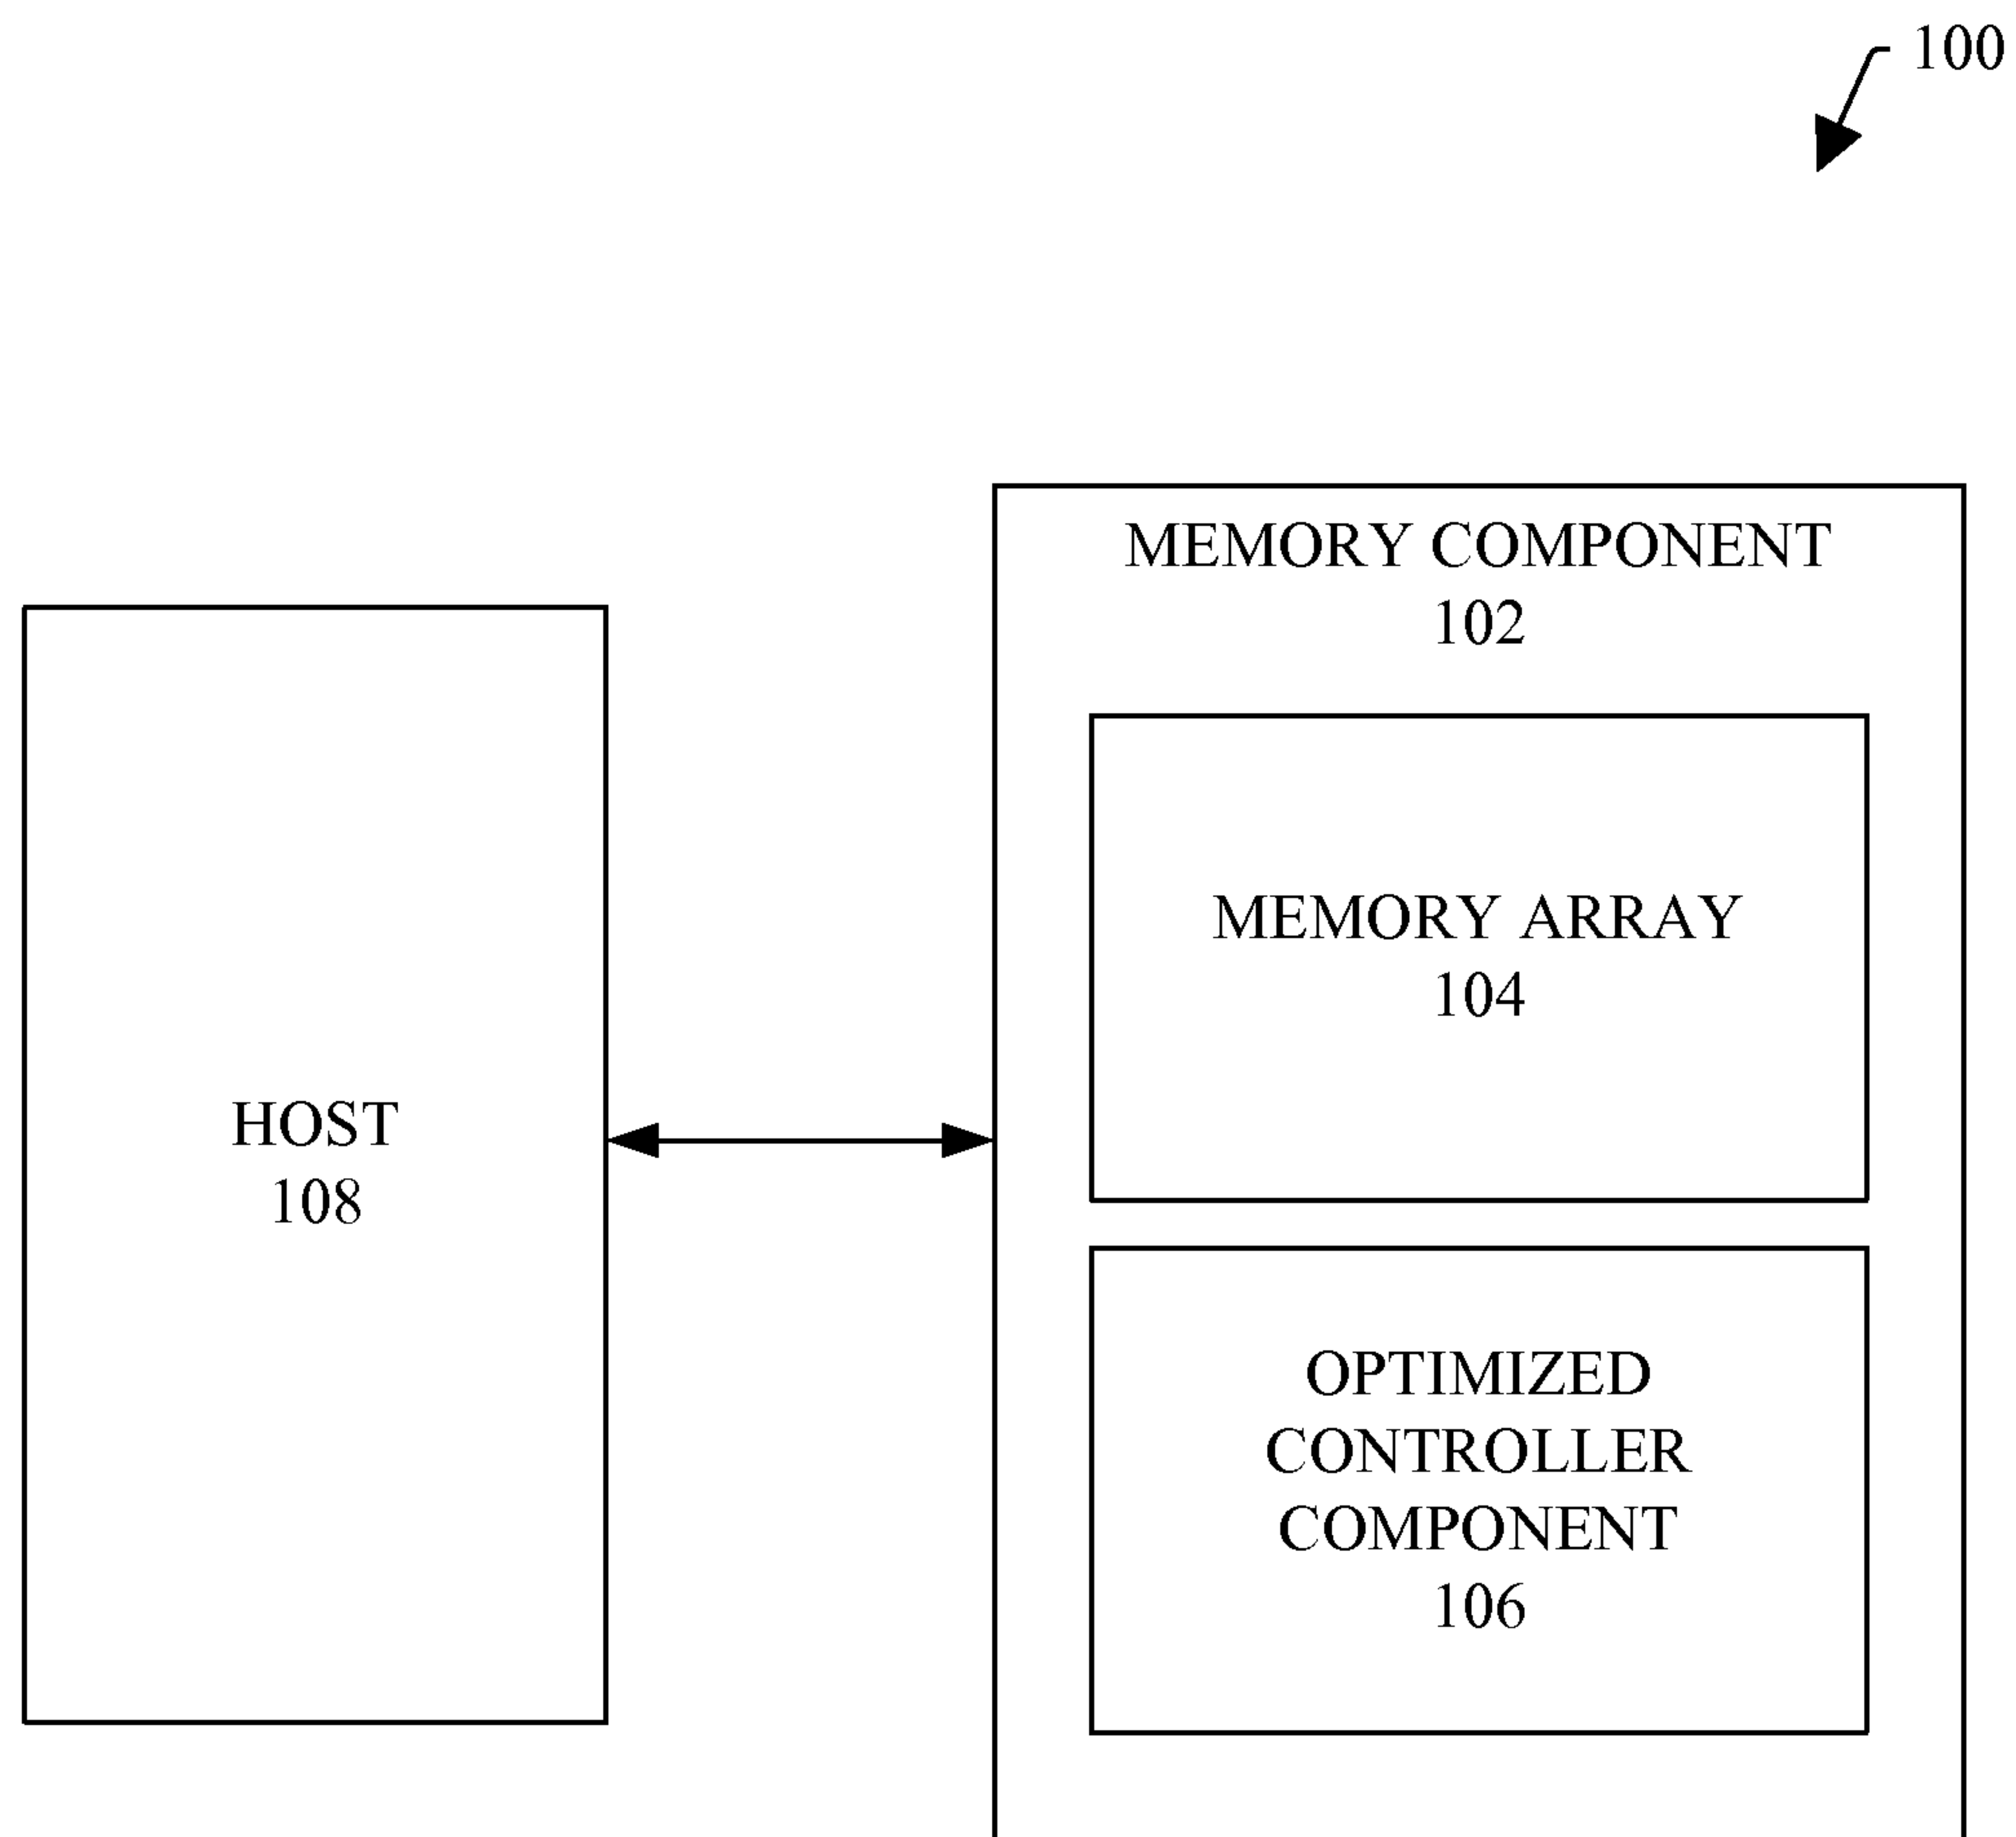 100
MEMORY COMPONENT
102
MEMORY ARRAY
104
HOST
108
OPTIMIZED
CONTROLLER
COMPONENT
106